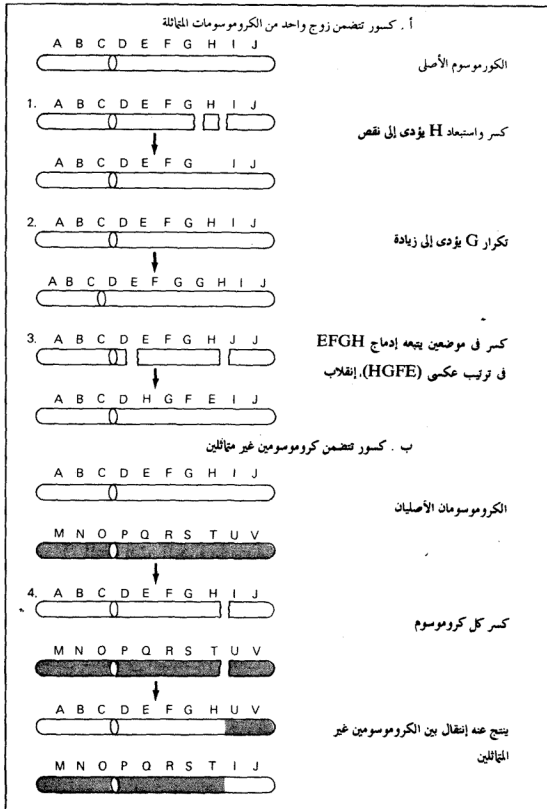 أ . كسور تتضمن زوج واحد من الكروموسومات المتماثلة
A B C D E F G H I J
الكورموسوم الأصلى
1. A B C D E F G H I J
كسر واستبعاد H يؤدى إلى نقص
A B C D E F G I J
2. A B C D E F G H I J
تكرار G يؤدى إلى زيادة
A B C D E F G G H I J
3. A B C D E F G H J J
كسر فى موضعين يتبعه إدماج EFGH
فى ترتيب عكسى (HGFE)، إنقلاب
A B C D H G F E I J
ب . كسور تتضمن كروموسومين غير متماثلين
A B C D E F G H I J
الكروموسومان الأصليان
M N O P Q R S T U V
4. A B C D E F G H I J
كسر كل كروموسوم
M N O P Q R S T U V
A B C D E F G H U V
ينتج عنه إنتقال بين الكروموسومين غير
المتماثلين
M N O P Q R S T I J